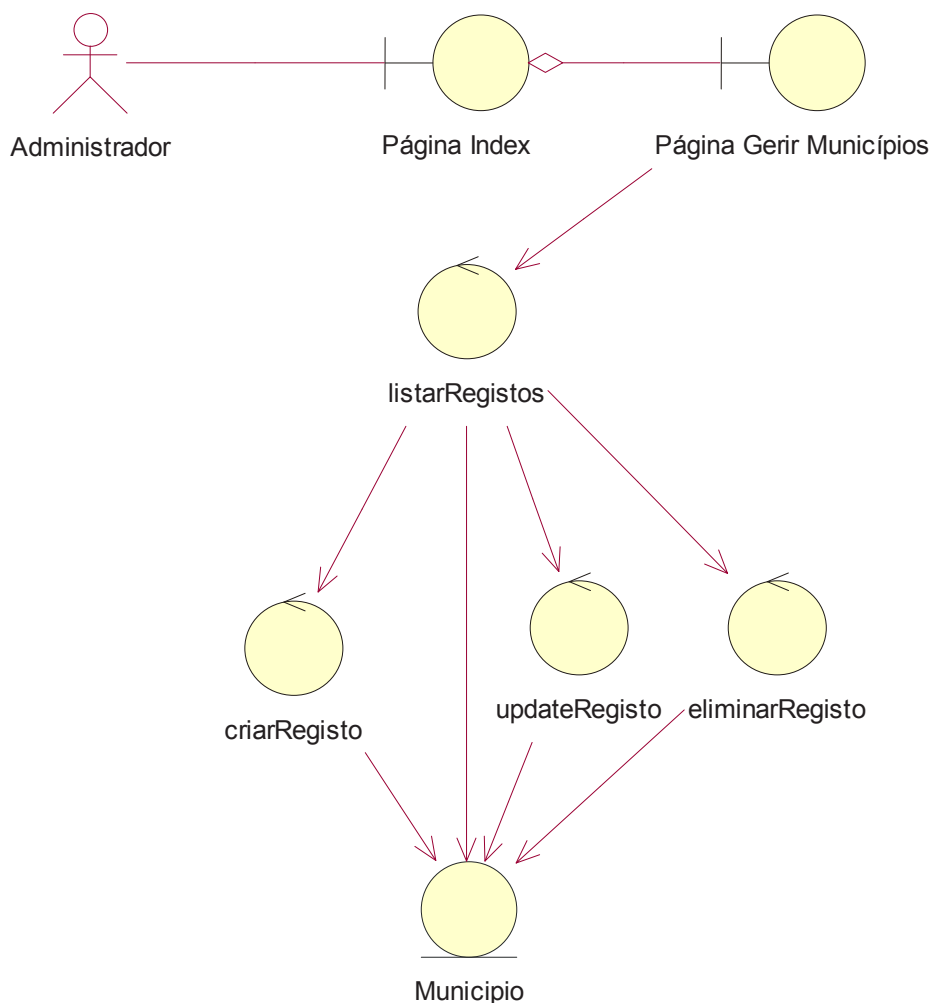 Administrador
Página Index
Página Gerir Municípios
listarRegistos
criarRegisto
updateRegisto
eliminarRegisto
Municipio